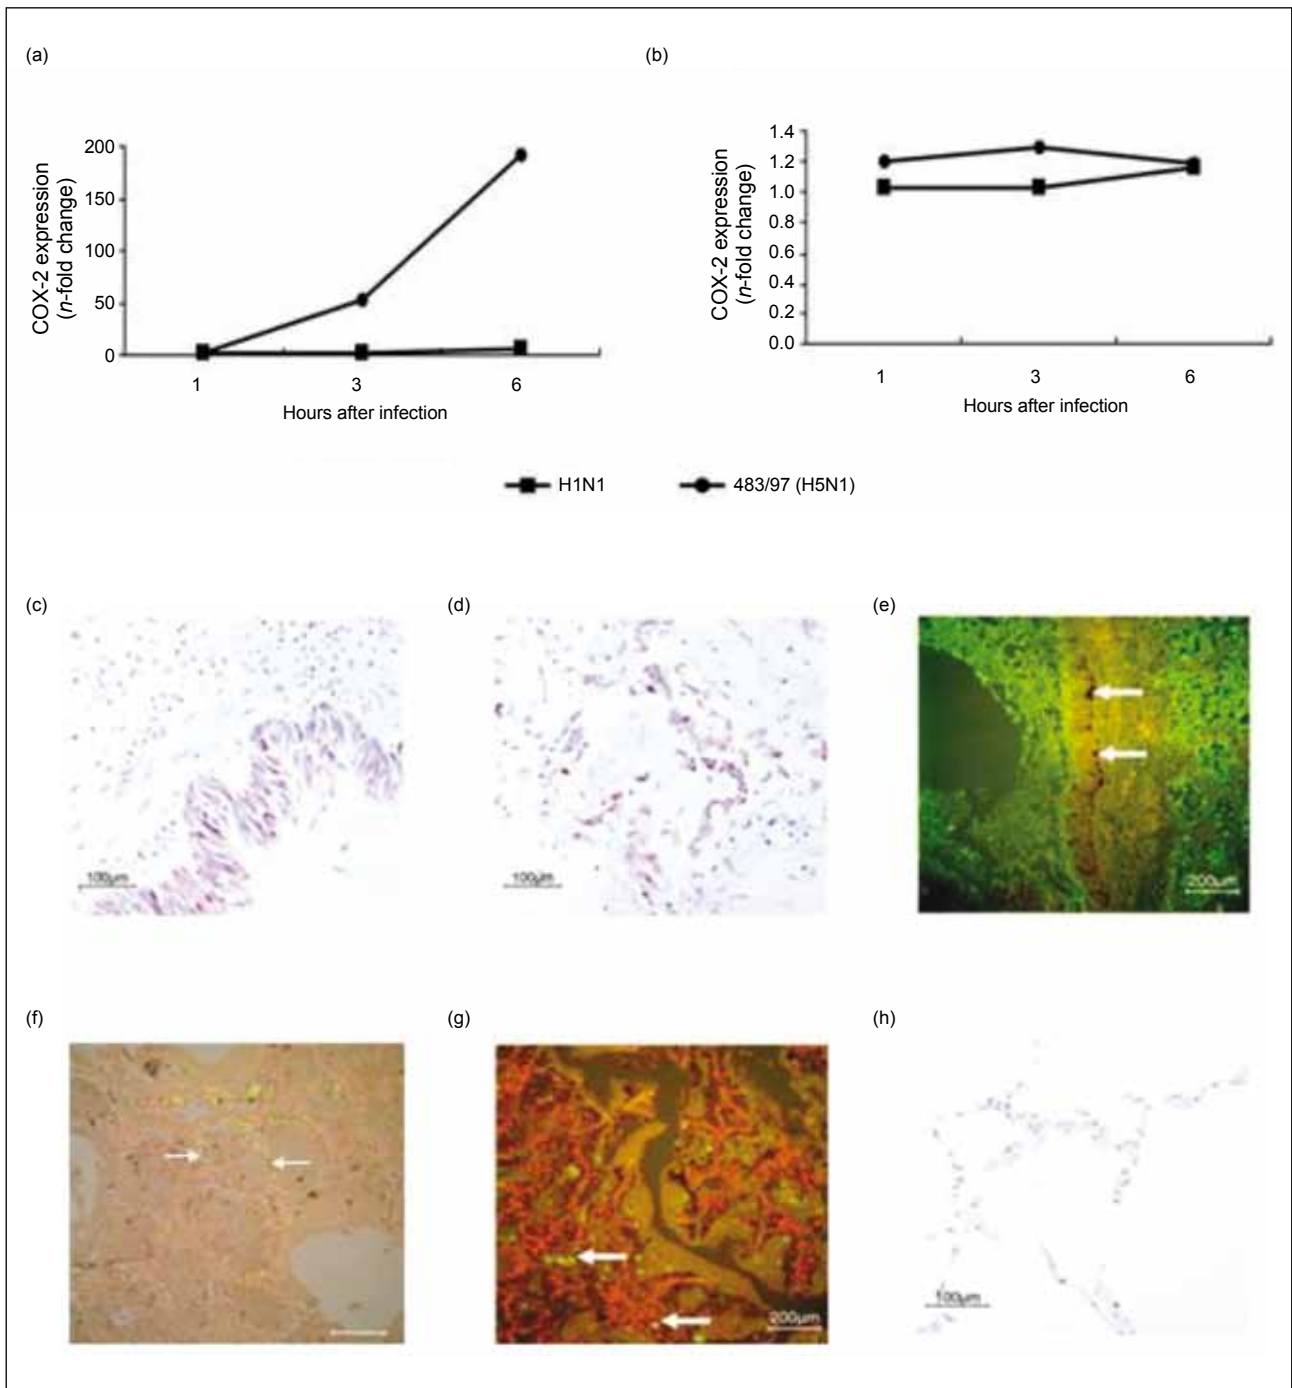 (a)
(b)
200
150
100
50
0
COX-2 expression
(n-fold change)
1 3 6
Hours after infection
1.4
1.2
1.0
0.8
0.6
0.4
0.2
0.0
COX-2 expression
(n-fold change)
1 3 6
Hours after infection
H1N1
483/97 (H5N1)
(c)
(d)
(e)
100μm
100μm
200μm
(f)
(g)
(h)
200μm
100μm